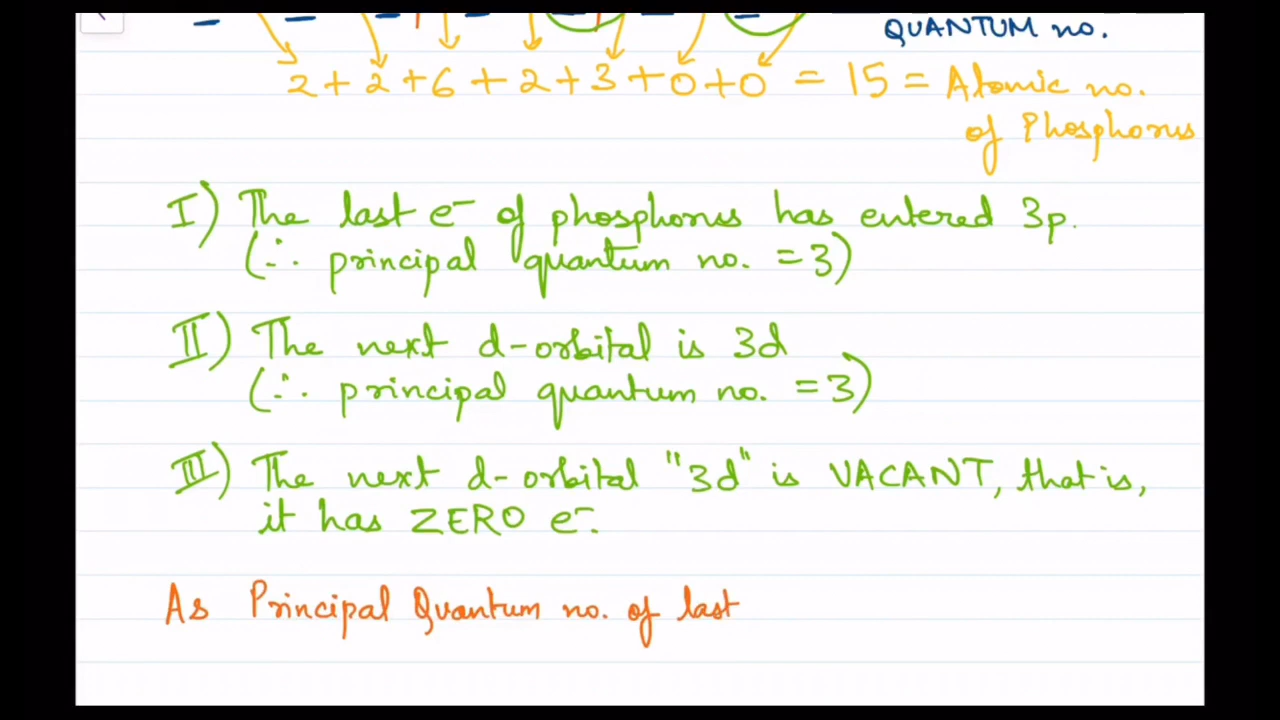 QUANTUM no.
2 + 2 + 6 + 2 + 3 + 0 + 0 = 15 = Atomic no.
of Phosphorus
I) The last e⁻ of phosphorus has entered 3p.
(∴ principal quantum no. = 3)
II) The next d-orbital is 3d
(∴ principal quantum no. = 3)
III) The next d-orbital "3d" is VACANT, that is,
it has ZERO e⁻.
As Principal Quantum no. of last